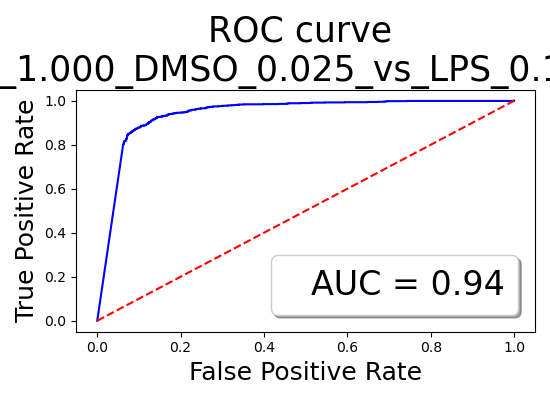 ROC curve
_1.000_DMSO_0.025_vs_LPS_0.1
True Positive Rate
1.0
0.8
0.6
0.4
0.2
0.0
AUC = 0.94
0.0 0.2 0.4 0.6 0.8 1.0
False Positive Rate